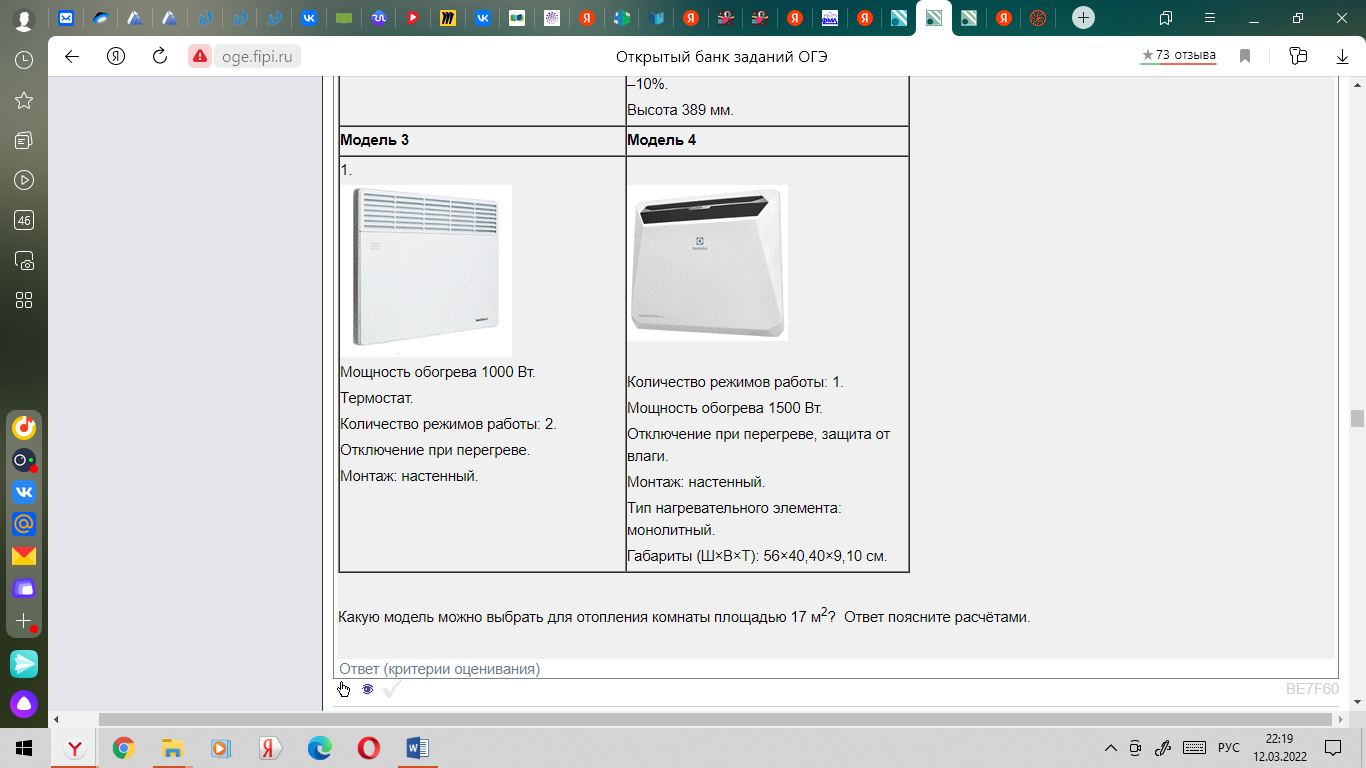 oge.fipi.ru
Открытый банк заданий ОГЭ
★73 отзыва
–10%.
Высота 389 мм.
Модель 3
Модель 4
1.
Мощность обогрева 1000 Вт.
Термостат.
Количество режимов работы: 2.
Отключение при перегреве.
Монтаж: настенный.
Количество режимов работы: 1.
Мощность обогрева 1500 Вт.
Отключение при перегреве, защита от
влаги.
Монтаж: настенный.
Тип нагревательного элемента:
монолитный.
Габариты (Ш×В×Т): 56×40,40×9,10 см.
Какую модель можно выбрать для отопления комнаты площадью 17 м²? Ответ поясните расчётами.
Ответ (критерии оценивания)
BE7F60
46
РУС
22:19
12.03.2022